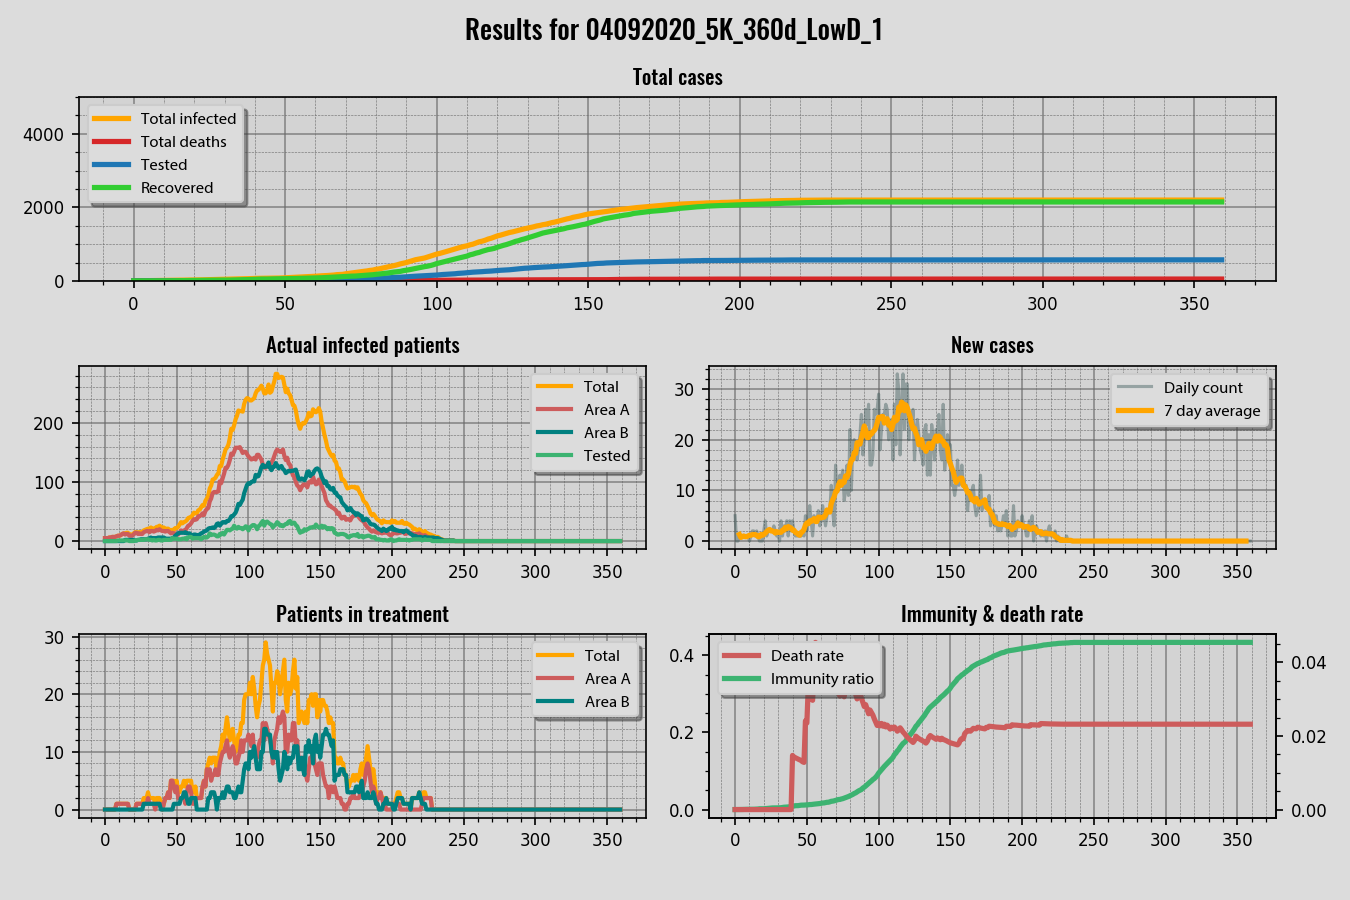 Results for 04092020_5K_360d_LowD_1
Total cases
Total infected
Total deaths
Tested
Recovered
4000
2000
0
0 50 100 150 200 250 300 350
Actual infected patients
Total
Area A
Area B
Tested
200
100
0
0 50 100 150 200 250 300 350
New cases
Daily count
7 day average
30
20
10
0
0 50 100 150 200 250 300 350
Patients in treatment
Total
Area A
Area B
30
20
10
0
0 50 100 150 200 250 300 350
Immunity & death rate
Death rate
Immunity ratio
0.4
0.2
0.0
0.04
0.02
0.00
0 50 100 150 200 250 300 350